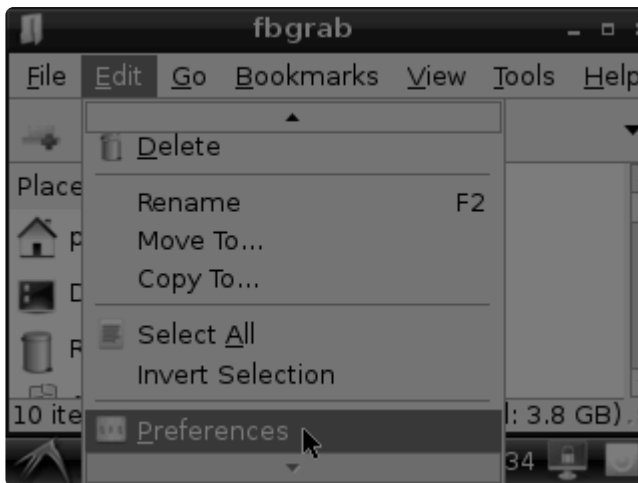 fbgrab
File Edit Go Bookmarks View Tools Help
Delete
Place
Rename F2
Move To...
Copy To...
Select All
Invert Selection
10 ite
: 3.8 GB)
Preferences
34